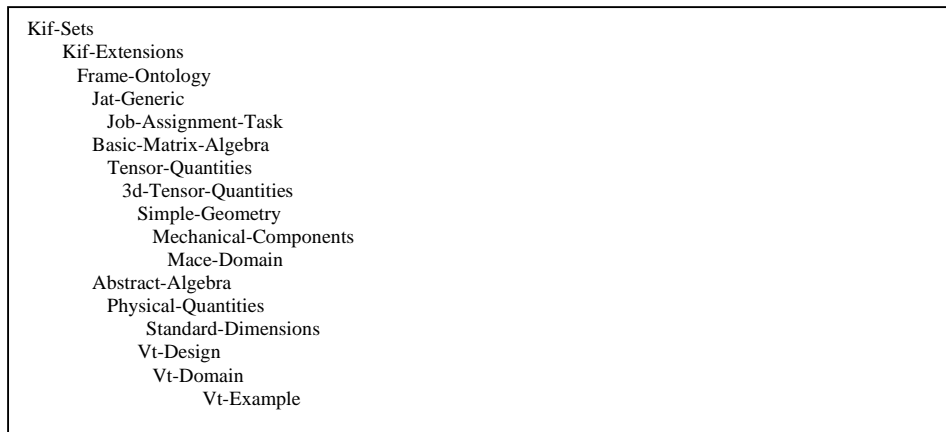 Kif-Sets
Kif-Extensions
Frame-Ontology
Jat-Generic
Job-Assignment-Task
Basic-Matrix-Algebra
Tensor-Quantities
3d-Tensor-Quantities
Simple-Geometry
Mechanical-Components
Mace-Domain
Abstract-Algebra
Physical-Quantities
Standard-Dimensions
Vt-Design
Vt-Domain
Vt-Example